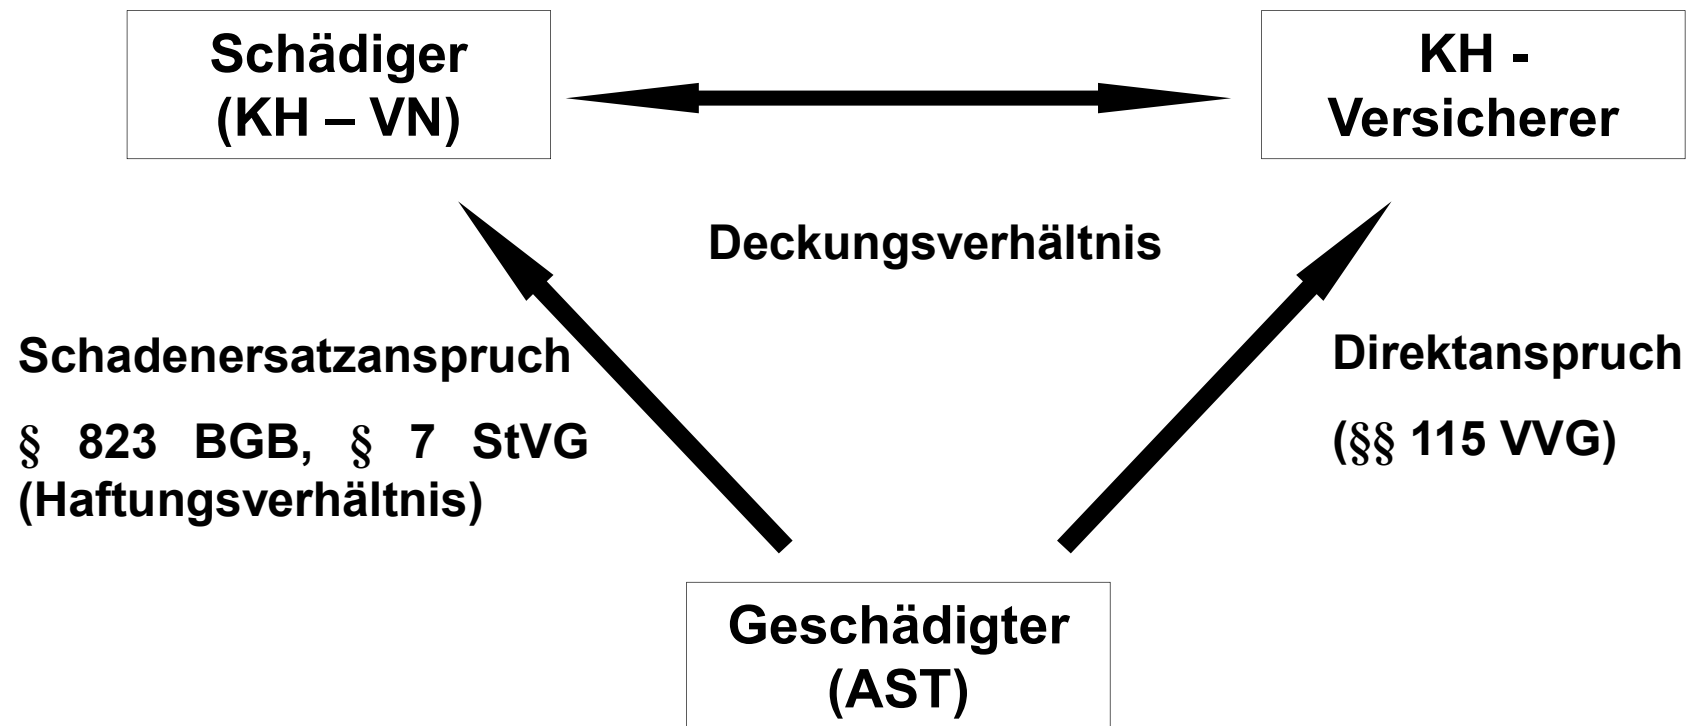 Schädiger
(KH – VN)
KH -
Versicherer
Deckungsverhältnis
Schadenersatzanspruch
§ 823 BGB, § 7 StVG
(Haftungsverhältnis)
Direktanspruch
(§§ 115 VVG)
Geschädigter
(AST)